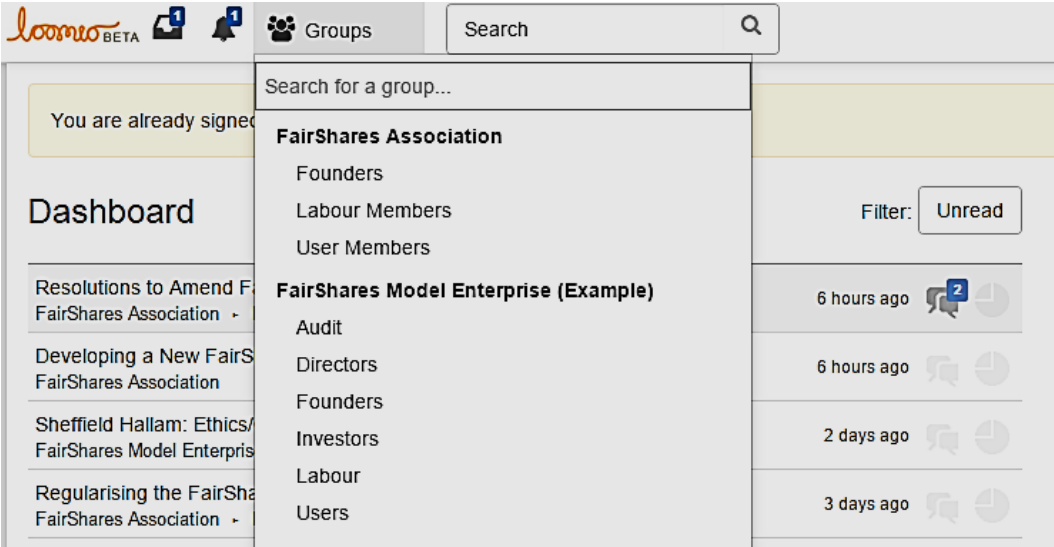 loomio BETA 1 1 Groups Search
Search for a group...
You are already signed
FairShares Association
Founders
Labour Members
User Members
Dashboard
Filter: Unread
FairShares Model Enterprise (Example)
Audit
Directors
Founders
Investors
Labour
Users
Resolutions to Amend Fa
FairShares Association
6 hours ago 2
Developing a New FairS
FairShares Association
6 hours ago
Sheffield Hallam: Ethics/
FairShares Model Enterpris
2 days ago
Regularising the FairSha
FairShares Association
3 days ago